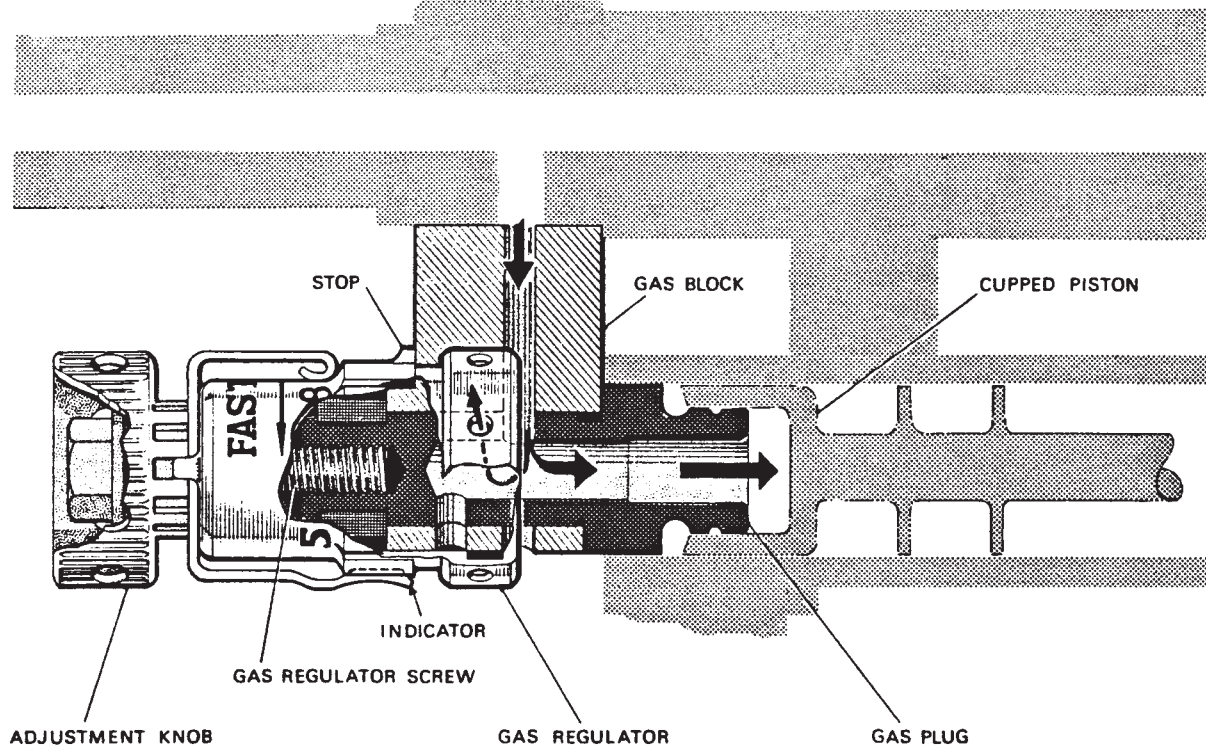 STOP
GAS BLOCK
CUPPED PISTON
FAST
8
5
INDICATOR
GAS REGULATOR SCREW
ADJUSTMENT KNOB
GAS REGULATOR
GAS PLUG